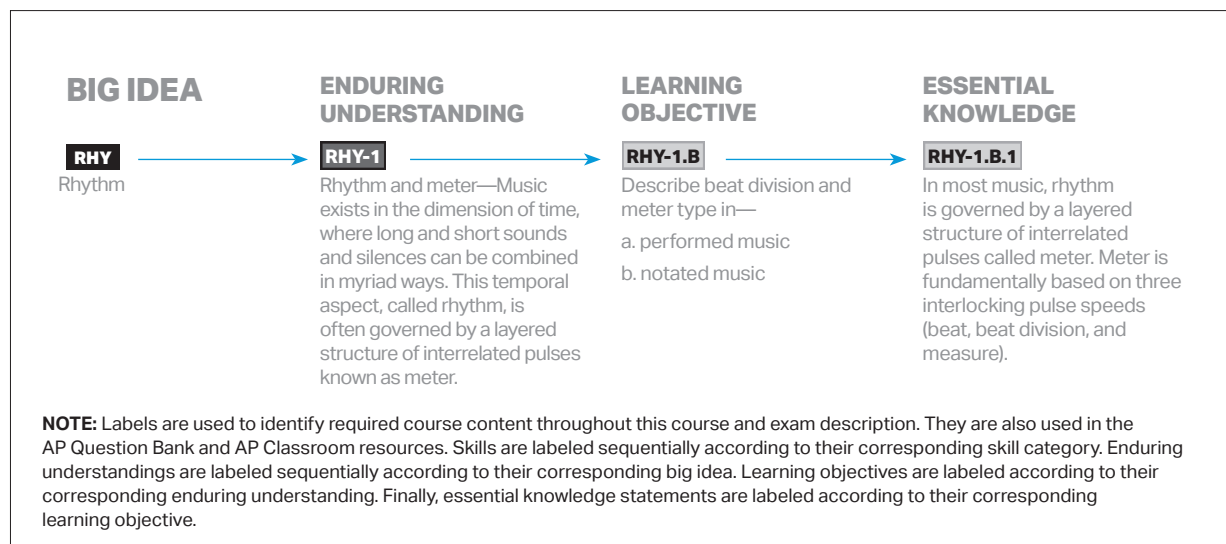 BIG IDEA
RHY
Rhythm
ENDURING
UNDERSTANDING
RHY-1
Rhythm and meter—Music
exists in the dimension of time,
where long and short sounds
and silences can be combined
in myriad ways. This temporal
aspect, called rhythm, is
often governed by a layered
structure of interrelated pulses
known as meter.
LEARNING
OBJECTIVE
RHY-1.B
Describe beat division and
meter type in—
a. performed music
b. notated music
ESSENTIAL
KNOWLEDGE
RHY-1.B.1
In most music, rhythm
is governed by a layered
structure of interrelated
pulses called meter. Meter is
fundamentally based on three
interlocking pulse speeds
(beat, beat division, and
measure).
NOTE: Labels are used to identify required course content throughout this course and exam description. They are also used in the
AP Question Bank and AP Classroom resources. Skills are labeled sequentially according to their corresponding skill category. Enduring
understandings are labeled sequentially according to their corresponding big idea. Learning objectives are labeled according to their
corresponding enduring understanding. Finally, essential knowledge statements are labeled according to their corresponding
learning objective.